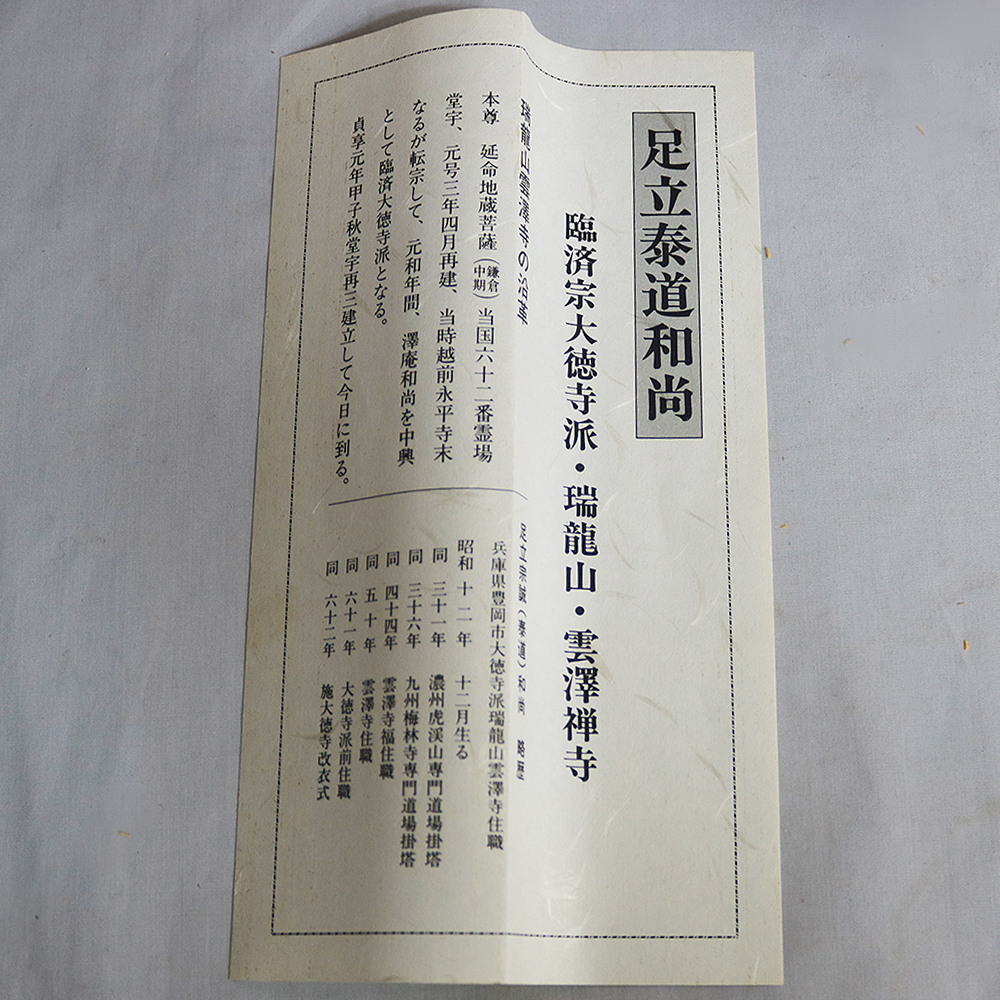 足立泰道和尚
臨済宗大徳寺派・瑞龍山・雲澤禅寺
瑞龍山雲澤寺の沿革
本尊 延命地蔵菩薩(鎌倉中期)当国六十二番霊場
堂宇、元号三年四月再建、当時越前永平寺末
なるが転宗して、元和年間、澤庵和尚を中興
として臨済大徳寺派となる。
貞享元年甲子秋堂宇再三建立して今日に到る。
足立宗誠(泰道)和尚 略歴
兵庫県豊岡市大徳寺派瑞龍山雲澤寺住職
昭和十二年 十二月生る
同 三十一年 濃州虎渓山専門道場掛塔
同 三十六年 九州梅林寺専門道場掛塔
同 四十四年 雲澤寺福住職
同 五十年 雲澤寺住職
同 六十一年 大徳寺派前住職
同 六十二年 施大徳寺改衣式